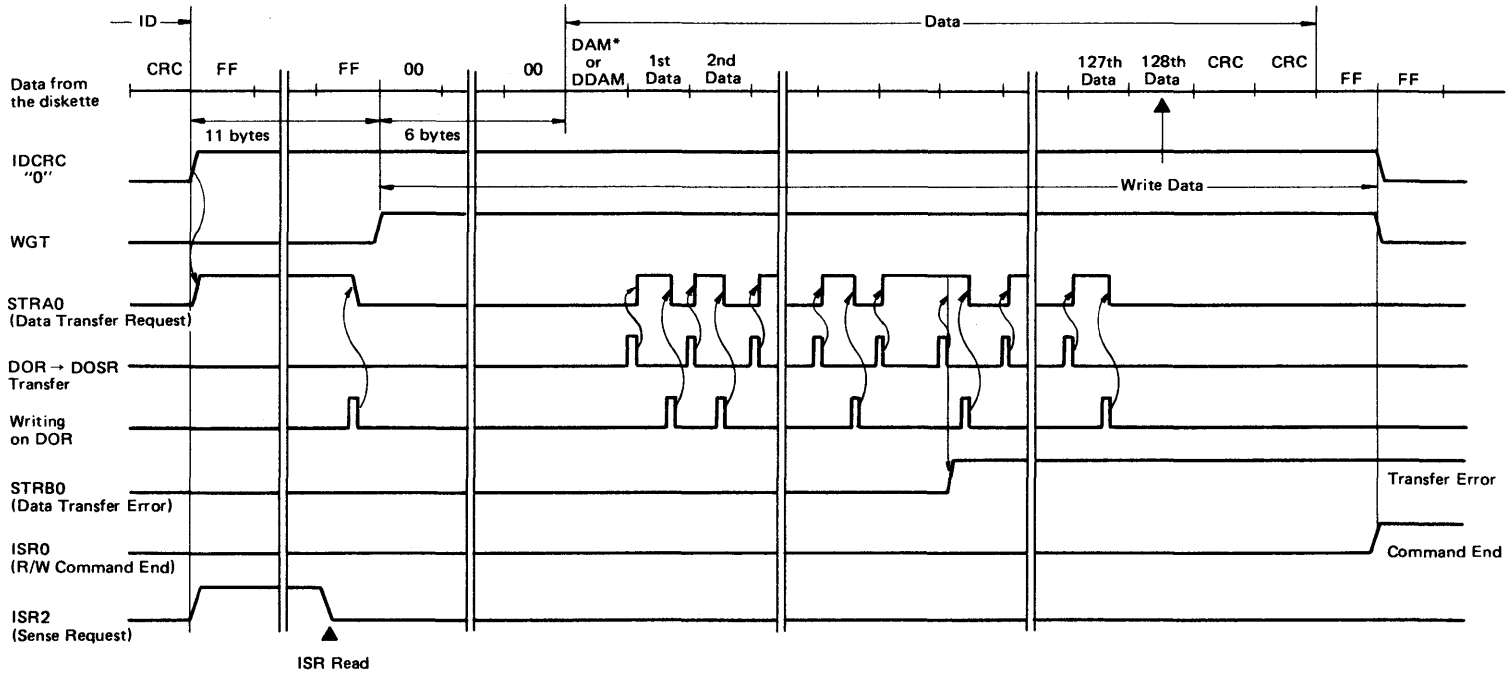 ID
Data
DAM*
or
DDAM
CRC FF FF 00 00 1st Data 2nd Data 127th Data 128th Data CRC CRC FF FF
Data from
the diskette
11 bytes 6 bytes
IDCRC
"0"
Write Data
WGT
STRA0
(Data Transfer Request)
DOR → DOSR
Transfer
Writing
on DOR
STRB0
(Data Transfer Error)
Transfer Error
ISR0
(R/W Command End)
Command End
ISR2
(Sense Request)
ISR Read